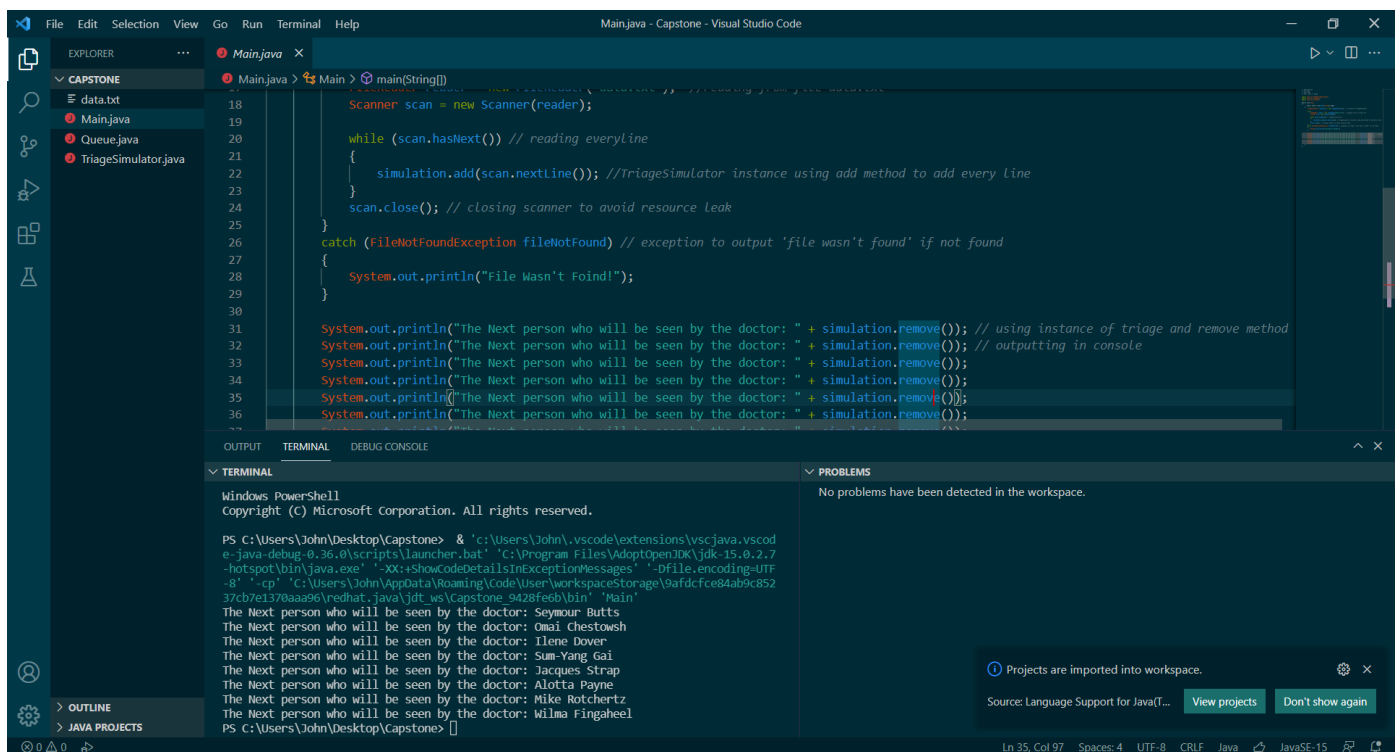 File Edit Selection View Go Run Terminal Help
Main.java - Capstone - Visual Studio Code
EXPLORER
CAPSTONE
data.txt
Main.java
Queue.java
TriageSimulator.java
OUTLINE
JAVA PROJECTS
Main.java
Main.java > Main > main(String[])
18 Scanner scan = new Scanner(reader);
19
20 while (scan.hasNext()) // reading everyline
21 {
22 simulation.add(scan.nextLine()); //TriageSimulator instance using add method to add every line
23 }
24 scan.close(); // closing scanner to avoid resource leak
25 }
26 catch (FileNotFoundException fileNotFound) // exception to output 'file wasn't found' if not found
27 {
28 System.out.println("File Wasn't Foind!");
29 }
30
31 System.out.println("The Next person who will be seen by the doctor: " + simulation.remove()); // using instance of triage and remove method
32 System.out.println("The Next person who will be seen by the doctor: " + simulation.remove()); // outputting in console
33 System.out.println("The Next person who will be seen by the doctor: " + simulation.remove());
34 System.out.println("The Next person who will be seen by the doctor: " + simulation.remove());
35 System.out.println("The Next person who will be seen by the doctor: " + simulation.remove());
36 System.out.println("The Next person who will be seen by the doctor: " + simulation.remove());
OUTPUT TERMINAL DEBUG CONSOLE
TERMINAL
Windows PowerShell
Copyright (C) Microsoft Corporation. All rights reserved.
PS C:\Users\John\Desktop\Capstone> & 'c:\Users\John\.vscode\extensions\vscjava.vscod
e-java-debug-0.36.0\scripts\launcher.bat' 'C:\Program Files\AdoptOpenJDK\jdk-15.0.2.7
-hotspot\bin\java.exe' '-XX:+ShowCodeDetailsInExceptionMessages' '-Dfile.encoding=UTF
-8' '-cp' 'C:\Users\John\AppData\Roaming\Code\User\workspaceStorage\9afdcfce84ab9c852
37cb7e1370aaa96\redhat.java\jdt_ws\Capstone_9428fe6b\bin' 'Main'
The Next person who will be seen by the doctor: Seymour Butts
The Next person who will be seen by the doctor: Omai Chestowsh
The Next person who will be seen by the doctor: Ilene Dover
The Next person who will be seen by the doctor: Sum-Yang Gai
The Next person who will be seen by the doctor: Jacques Strap
The Next person who will be seen by the doctor: Alotta Payne
The Next person who will be seen by the doctor: Mike Rotchertz
The Next person who will be seen by the doctor: Wilma Fingaheel
PS C:\Users\John\Desktop\Capstone>
PROBLEMS
No problems have been detected in the workspace.
Projects are imported into workspace.
Source: Language Support for Java(T...
View projects
Don't show again
0 0
Ln 35, Col 97 Spaces: 4 UTF-8 CRLF Java JavaSE-15